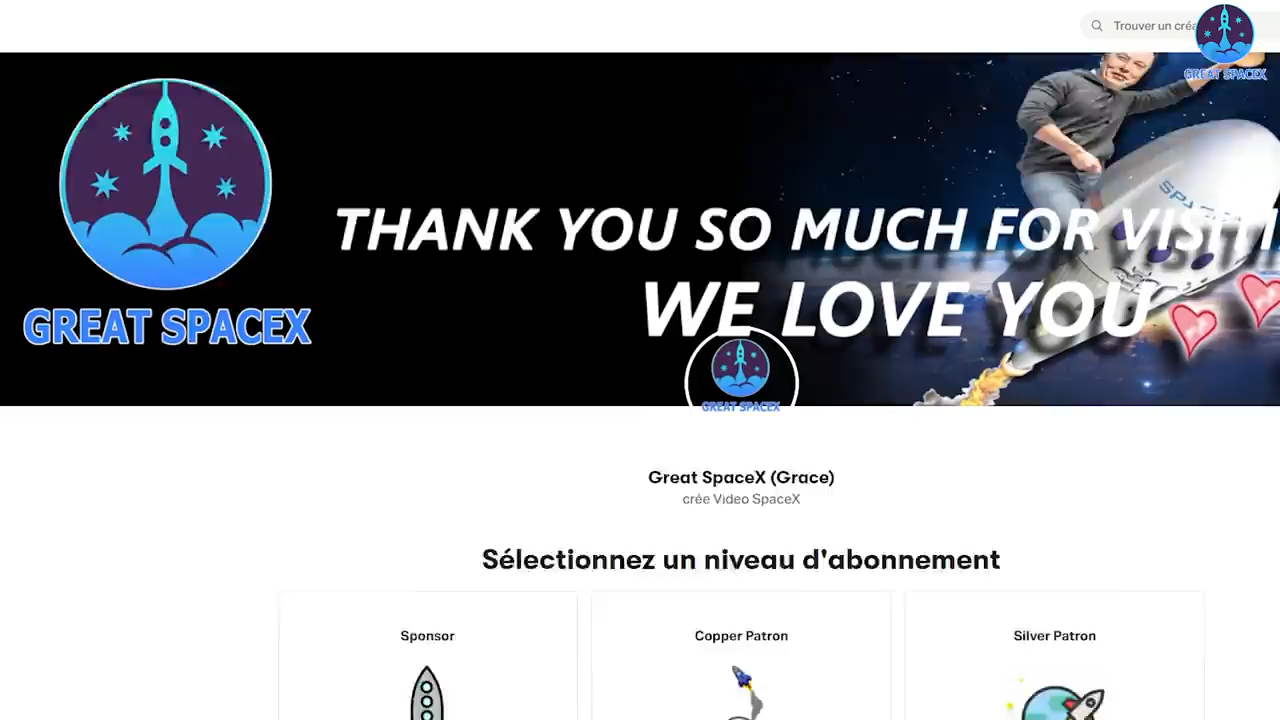 Trouver un créa
GREAT SPACEX
THANK YOU SO MUCH FOR VISITI
WE LOVE YOU
GREAT SPACEX
GREAT SPACEX
Great SpaceX (Grace)
crée Video SpaceX
Sélectionnez un niveau d'abonnement
Sponsor
Copper Patron
Silver Patron